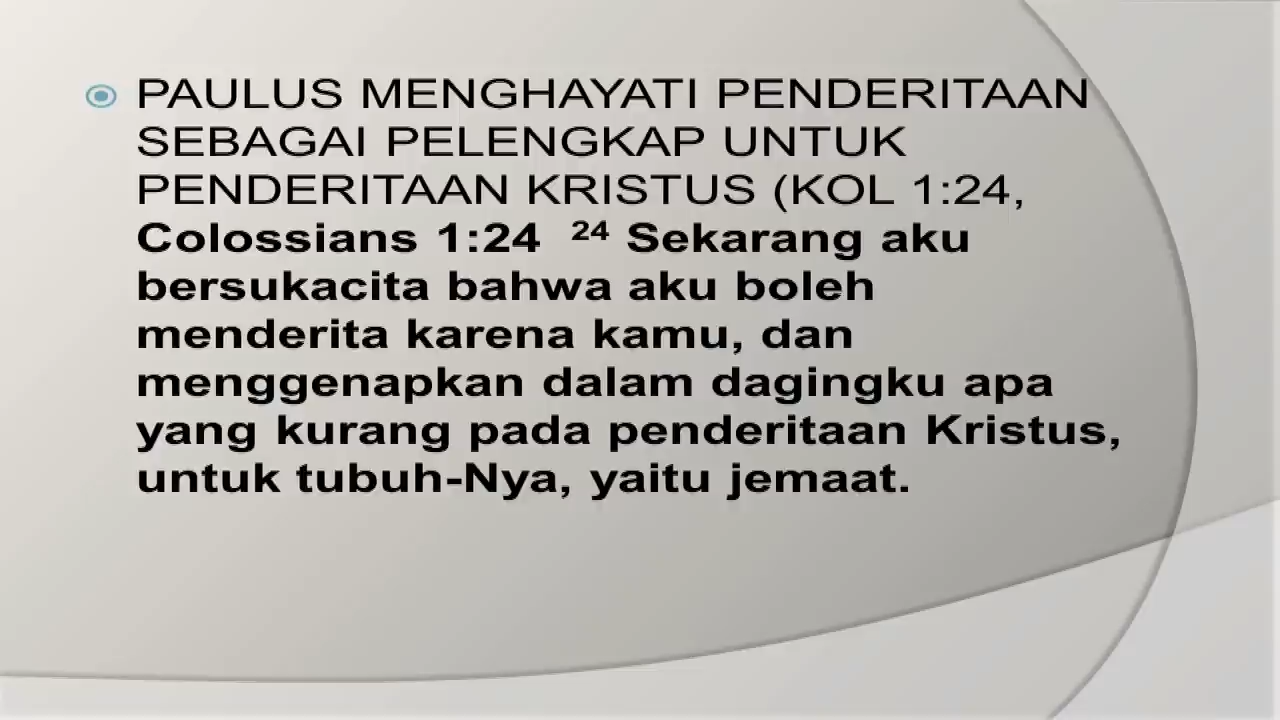 PAULUS MENGHAYATI PENDERITAAN
SEBAGAI PELENGKAP UNTUK
PENDERITAAN KRISTUS (KOL 1:24,
Colossians 1:24 ²⁴ Sekarang aku
bersukacita bahwa aku boleh
menderita karena kamu, dan
menggenapkan dalam dagingku apa
yang kurang pada penderitaan Kristus,
untuk tubuh-Nya, yaitu jemaat.